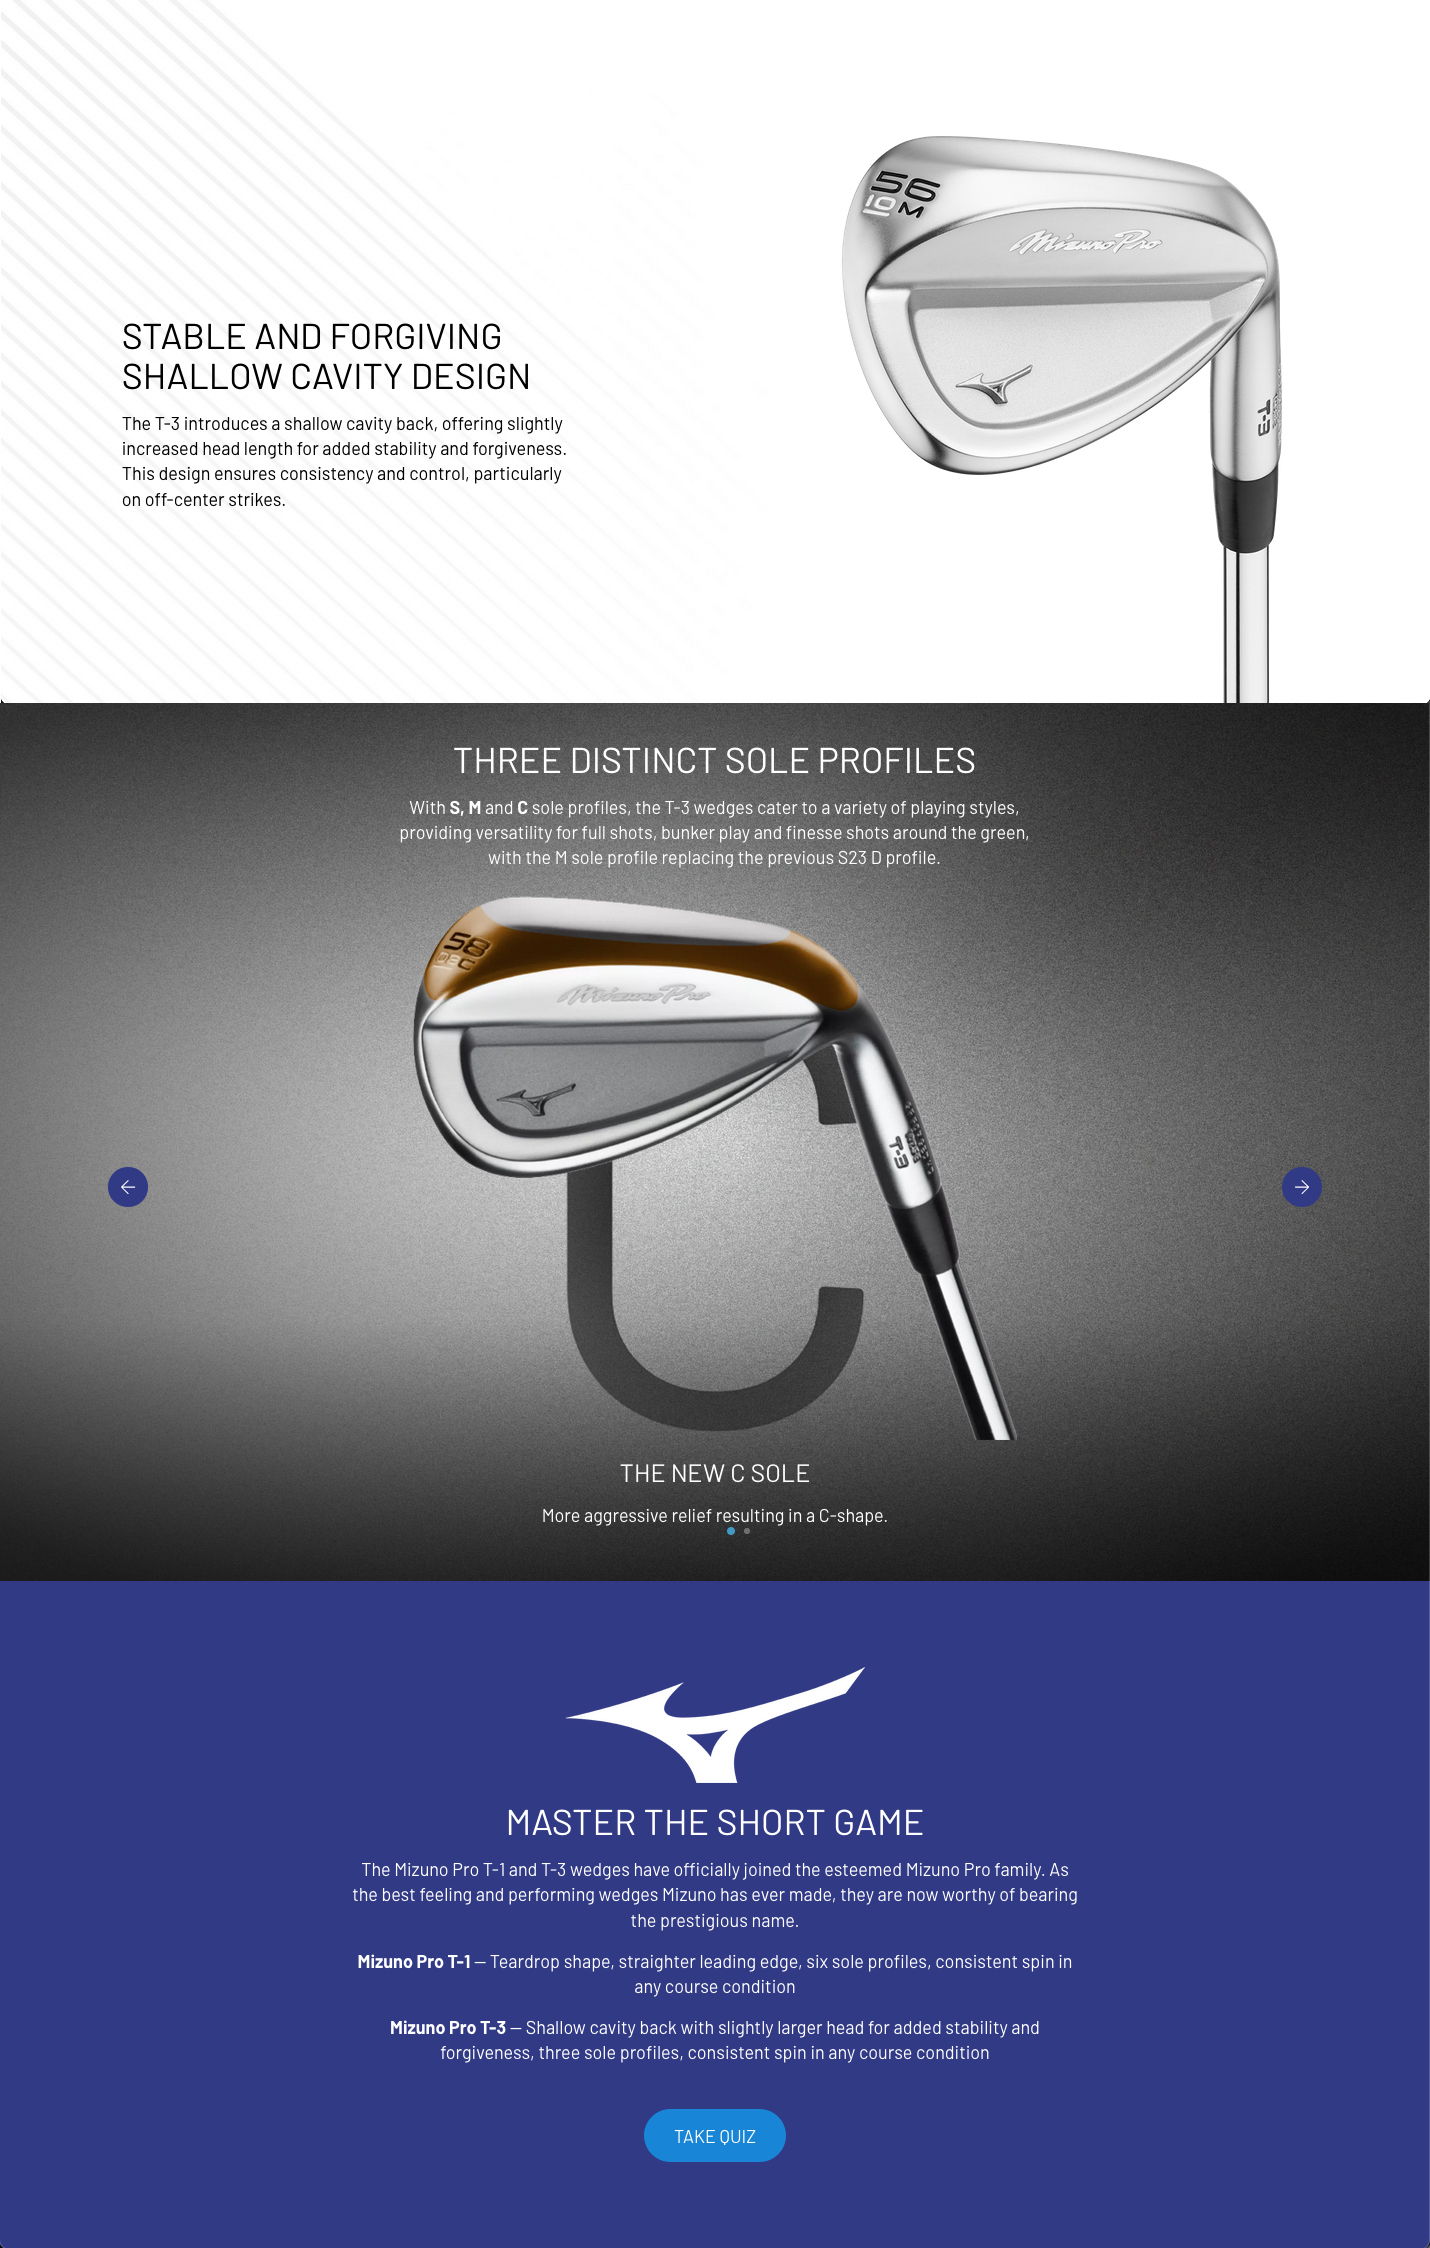 56
10 M
Mizuno Pro
T-3
STABLE AND FORGIVING
SHALLOW CAVITY DESIGN
The T-3 introduces a shallow cavity back, offering slightly
increased head length for added stability and forgiveness.
This design ensures consistency and control, particularly
on off-center strikes.
THREE DISTINCT SOLE PROFILES
With S, M and C sole profiles, the T-3 wedges cater to a variety of playing styles,
providing versatility for full shots, bunker play and finesse shots around the green,
with the M sole profile replacing the previous S23 D profile.
58
08 C
Mizuno Pro
T-3
C
THE NEW C SOLE
More aggressive relief resulting in a C-shape.
MASTER THE SHORT GAME
The Mizuno Pro T-1 and T-3 wedges have officially joined the esteemed Mizuno Pro family. As
the best feeling and performing wedges Mizuno has ever made, they are now worthy of bearing
the prestigious name.
Mizuno Pro T-1 — Teardrop shape, straighter leading edge, six sole profiles, consistent spin in
any course condition
Mizuno Pro T-3 — Shallow cavity back with slightly larger head for added stability and
forgiveness, three sole profiles, consistent spin in any course condition
TAKE QUIZ